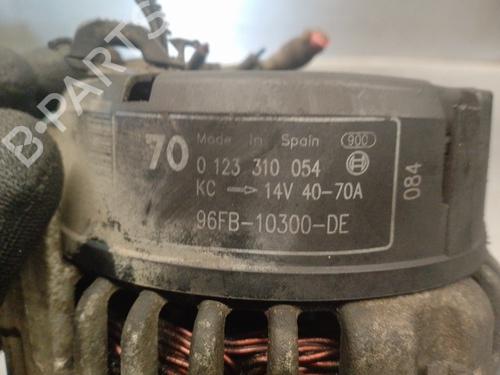 B-PARTS
70 Made in Spain 900
0 123 310 054
KC 14V 40-70A
96FB-10300-DE
084